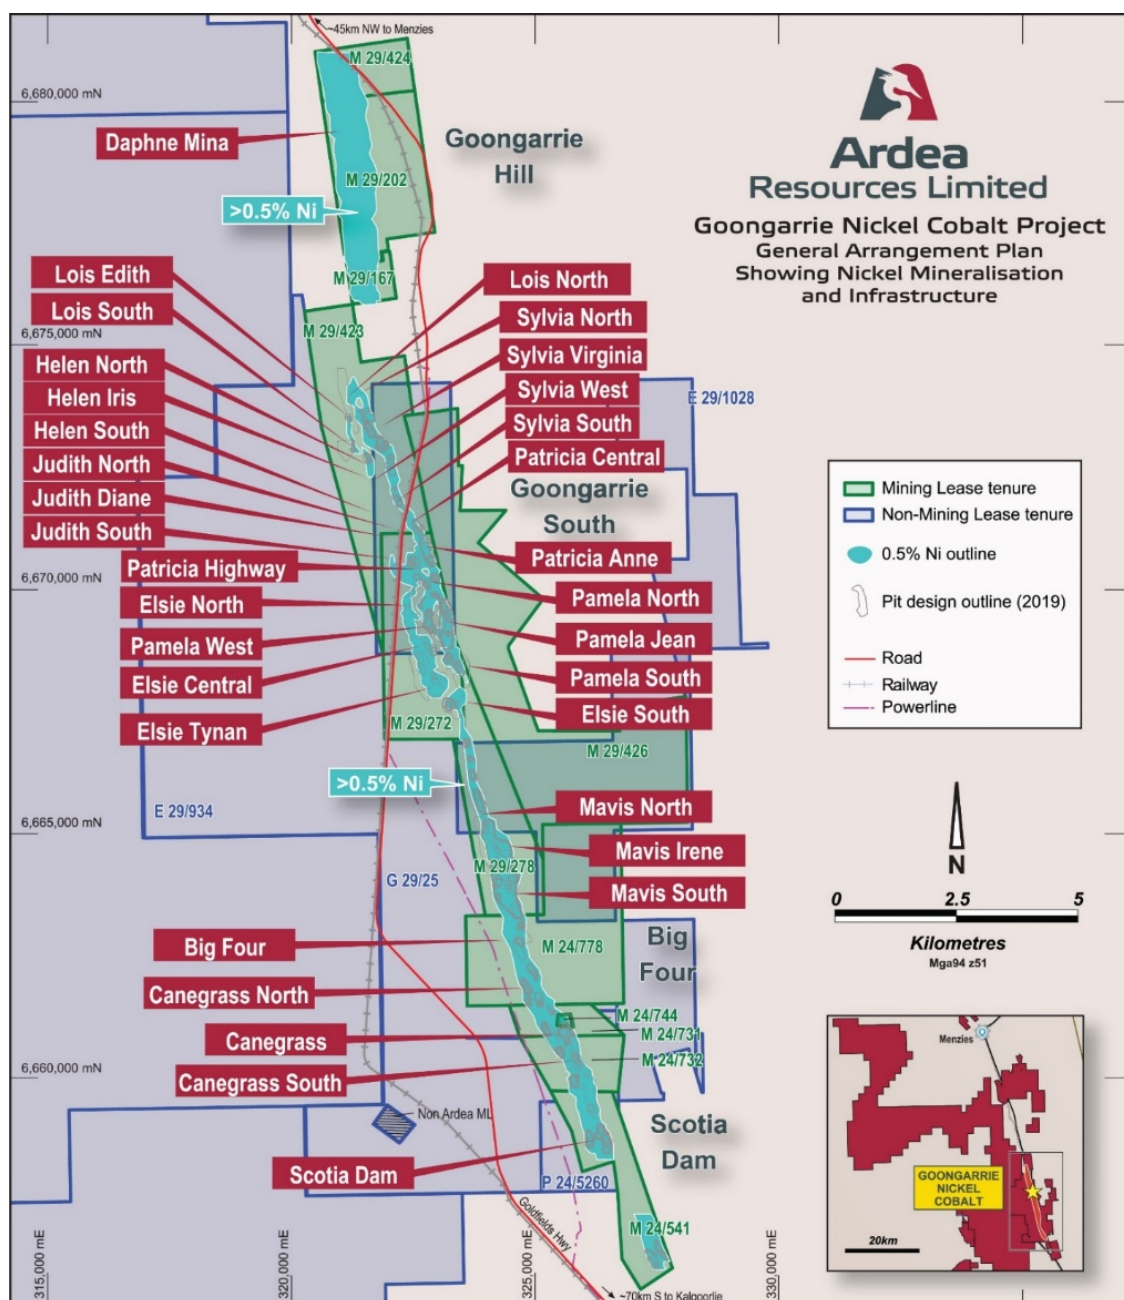 ~45km NW to Menzies
M 29/424
6,680,000 mN
Daphne Mina
Goongarrie
Hill
M 29/202
>0.5% Ni
M 29/167
Ardea
Resources Limited
Goongarrie Nickel Cobalt Project
General Arrangement Plan
Showing Nickel Mineralisation
and Infrastructure
Lois Edith
Lois South
Lois North
Sylvia North
6,675,000 mN
M 29/423
Helen North
Sylvia Virginia
Helen Iris
Sylvia West
E 29/1028
Helen South
Sylvia South
Judith North
Patricia Central
Judith Diane
Goongarrie
South
Judith South
Patricia Highway
Patricia Anne
6,670,000 mN
Elsie North
Pamela North
Pamela West
Pamela Jean
Elsie Central
Pamela South
Elsie Tynan
M 29/272
Elsie South
M 29/426
>0.5% Ni
Mining Lease tenure
Non-Mining Lease tenure
0.5% Ni outline
Pit design outline (2019)
Road
Railway
Powerline
E 29/934
Mavis North
6,665,000 mN
Mavis Irene
M 29/278
G 29/25
Mavis South
N
0 2.5 5
Kilometres
Mga94 z51
Big Four
M 24/778
Big
Four
Canegrass North
M 24/744
Canegrass
M 24/731
M 24/732
Canegrass South
6,660,000 mN
Non Ardea ML
Scotia
Dam
Scotia Dam
P 24/5260
Goldfields Hwy
M 24/541
Menzies
GOONGARRIE
NICKEL
COBALT
20km
315,000 mE
320,000 mE
325,000 mE
330,000 mE
~70km S to Kalgoorlie